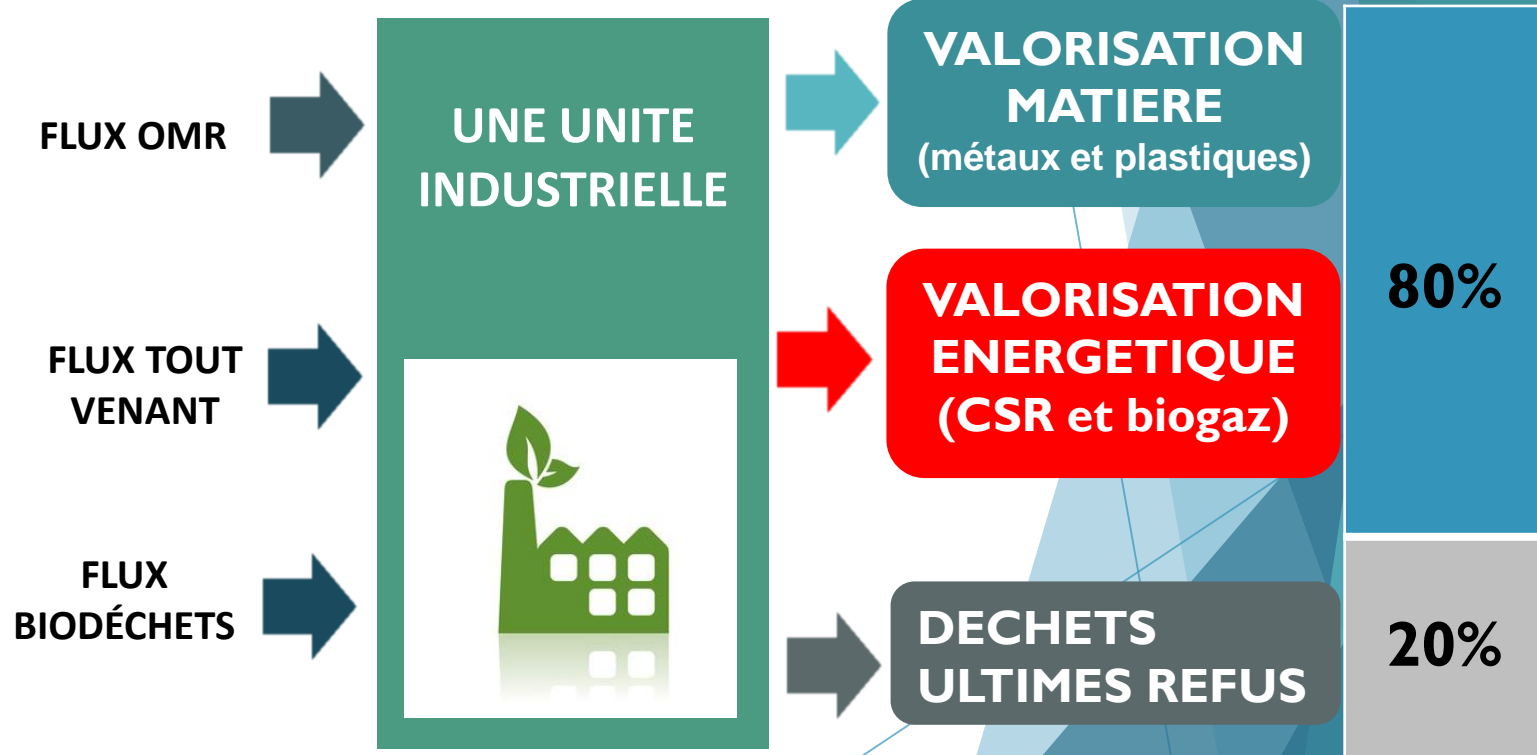 FLUX OMR
FLUX TOUT
VENANT
FLUX
BIODÉCHETS
UNE UNITE
INDUSTRIELLE
VALORISATION
MATIERE
(métaux et plastiques)
VALORISATION
ENERGETIQUE
(CSR et biogaz)
DECHETS
ULTIMES REFUS
80%
20%